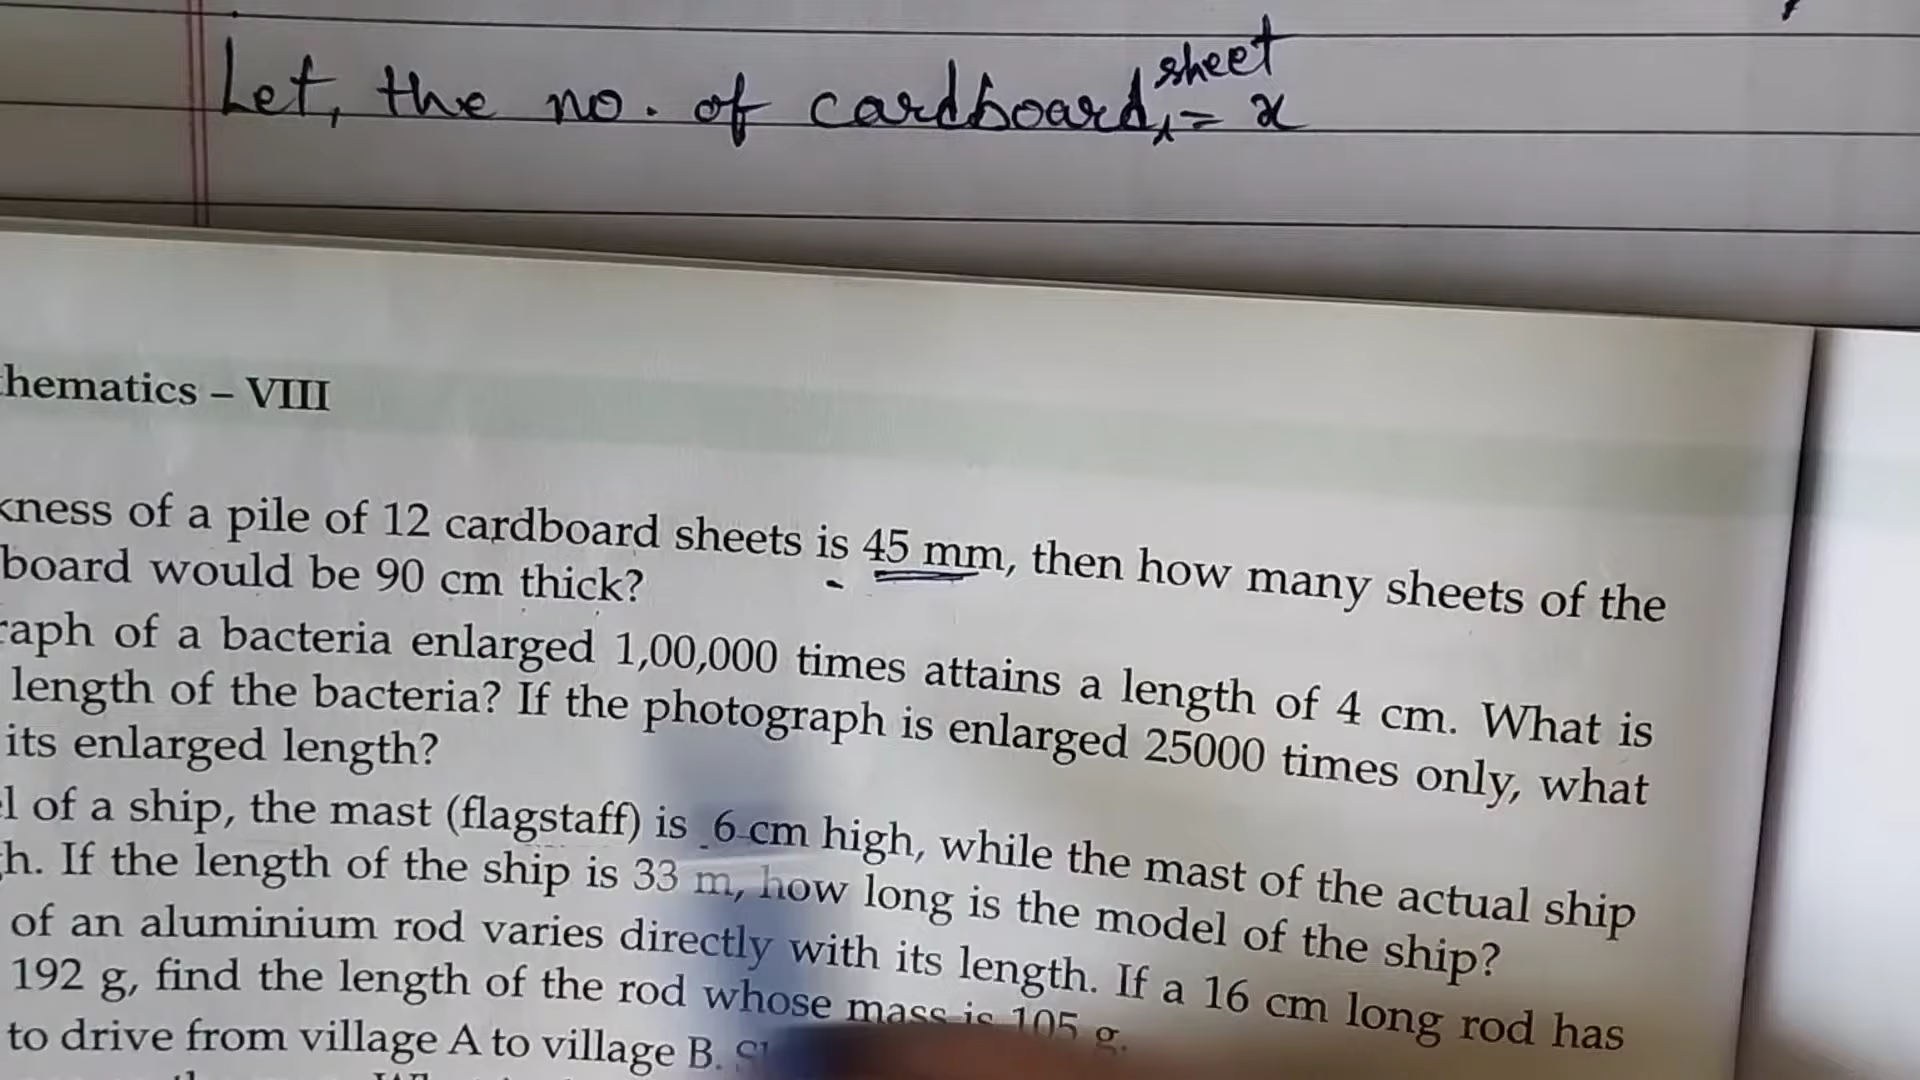 Let, the no. of cardboard sheet = x
hematics – VIII
kness of a pile of 12 cardboard sheets is 45 mm, then how many sheets of the
board would be 90 cm thick?
raph of a bacteria enlarged 1,00,000 times attains a length of 4 cm. What is
length of the bacteria? If the photograph is enlarged 25000 times only, what
its enlarged length?
l of a ship, the mast (flagstaff) is 6 cm high, while the mast of the actual ship
h. If the length of the ship is 33 m, how long is the model of the ship?
of an aluminium rod varies directly with its length. If a 16 cm long rod has
192 g, find the length of the rod whose mass is 105 g.
to drive from village A to village B.